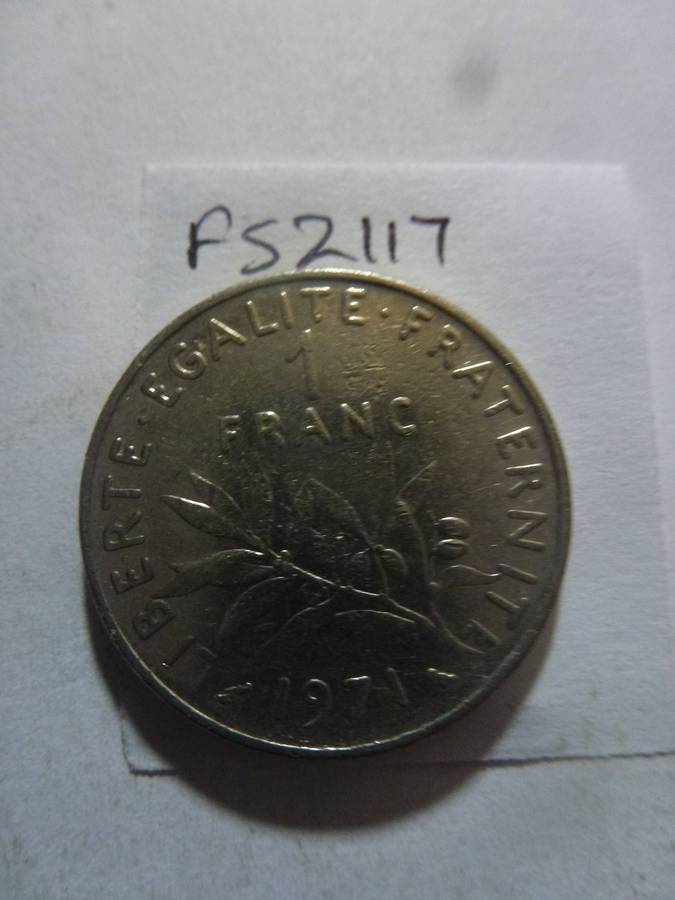 FS2117
LIBERTE · EGALITE · FRATERNITE
1
FRANC
1971